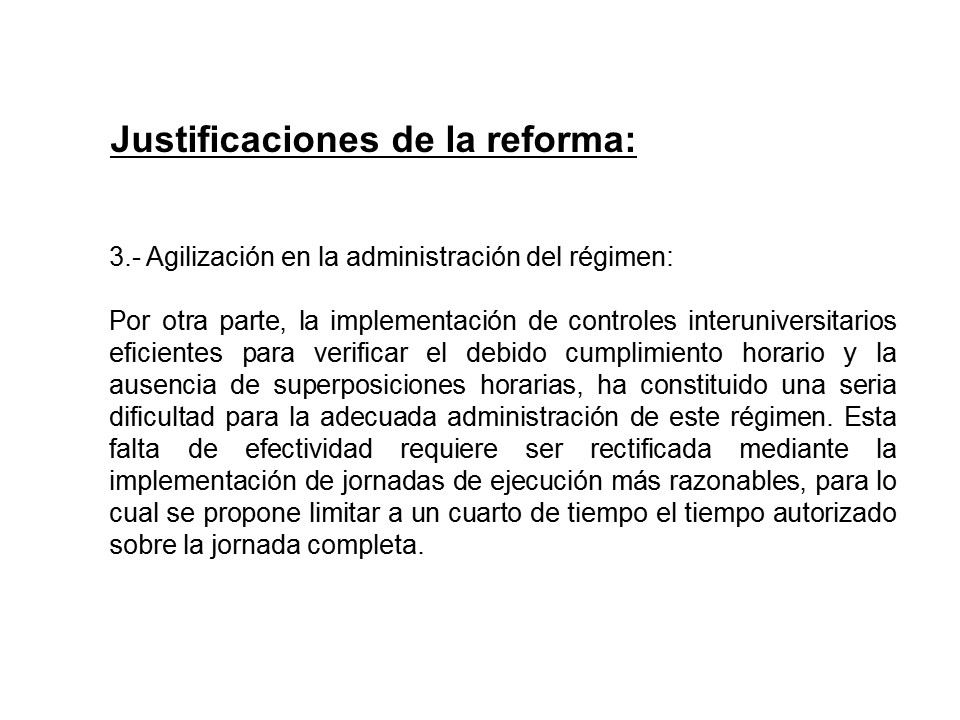 Justificaciones de la reforma:
3.- Agilización en la administración del régimen:
Por otra parte, la implementación de controles interuniversitarios
eficientes para verificar el debido cumplimiento horario y la
ausencia de superposiciones horarias, ha constituido una seria
dificultad para la adecuada administración de este régimen. Esta
falta de efectividad requiere ser rectificada mediante la
implementación de jornadas de ejecución más razonables, para lo
cual se propone limitar a un cuarto de tiempo el tiempo autorizado
sobre la jornada completa.